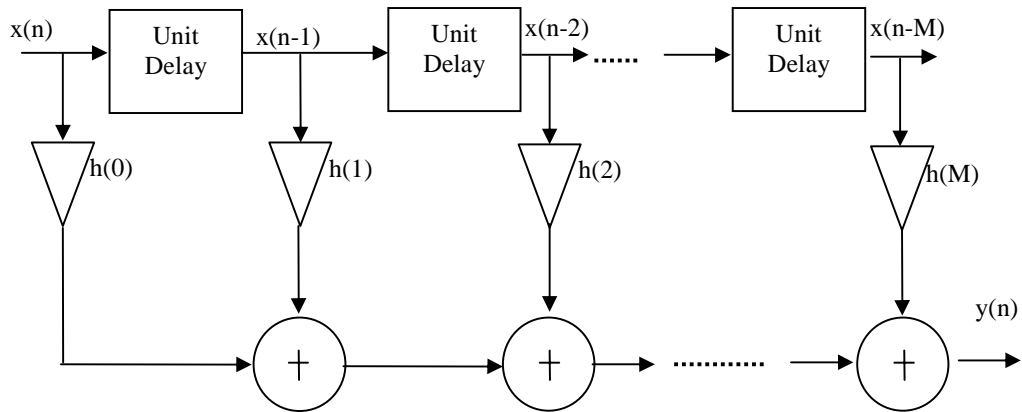 x(n)
Unit
Delay
x(n-1)
Unit
Delay
x(n-2)
......
Unit
Delay
x(n-M)
h(0)
h(1)
h(2)
h(M)
+
+
............
+
y(n)